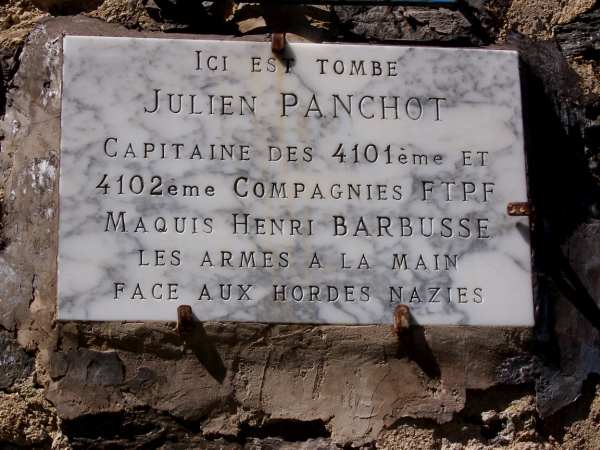 ICI EST TOMBE
JULIEN PANCHOT
CAPITAINE DES 4101ème ET
4102ème COMPAGNIES FTPF
MAQUIS HENRI BARBUSSE
LES ARMES A LA MAIN
FACE AUX HORDES NAZIES